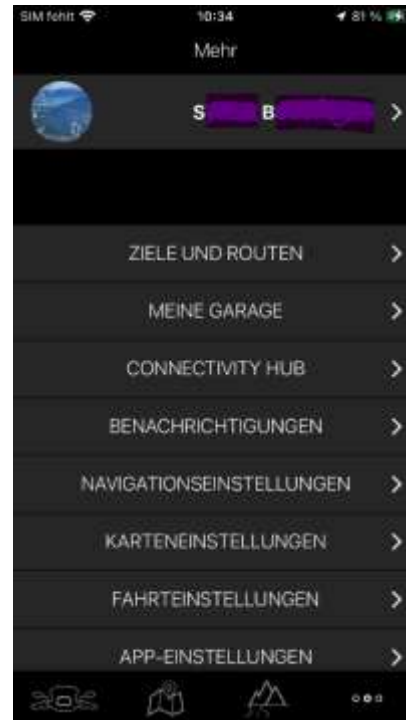 SIM fehlt 10:34 81 %
Mehr
S B
ZIELE UND ROUTEN
MEINE GARAGE
CONNECTIVITY HUB
BENACHRICHTIGUNGEN
NAVIGATIONSEINSTELLUNGEN
KARTENEINSTELLUNGEN
FAHRTEINSTELLUNGEN
APP-EINSTELLUNGEN